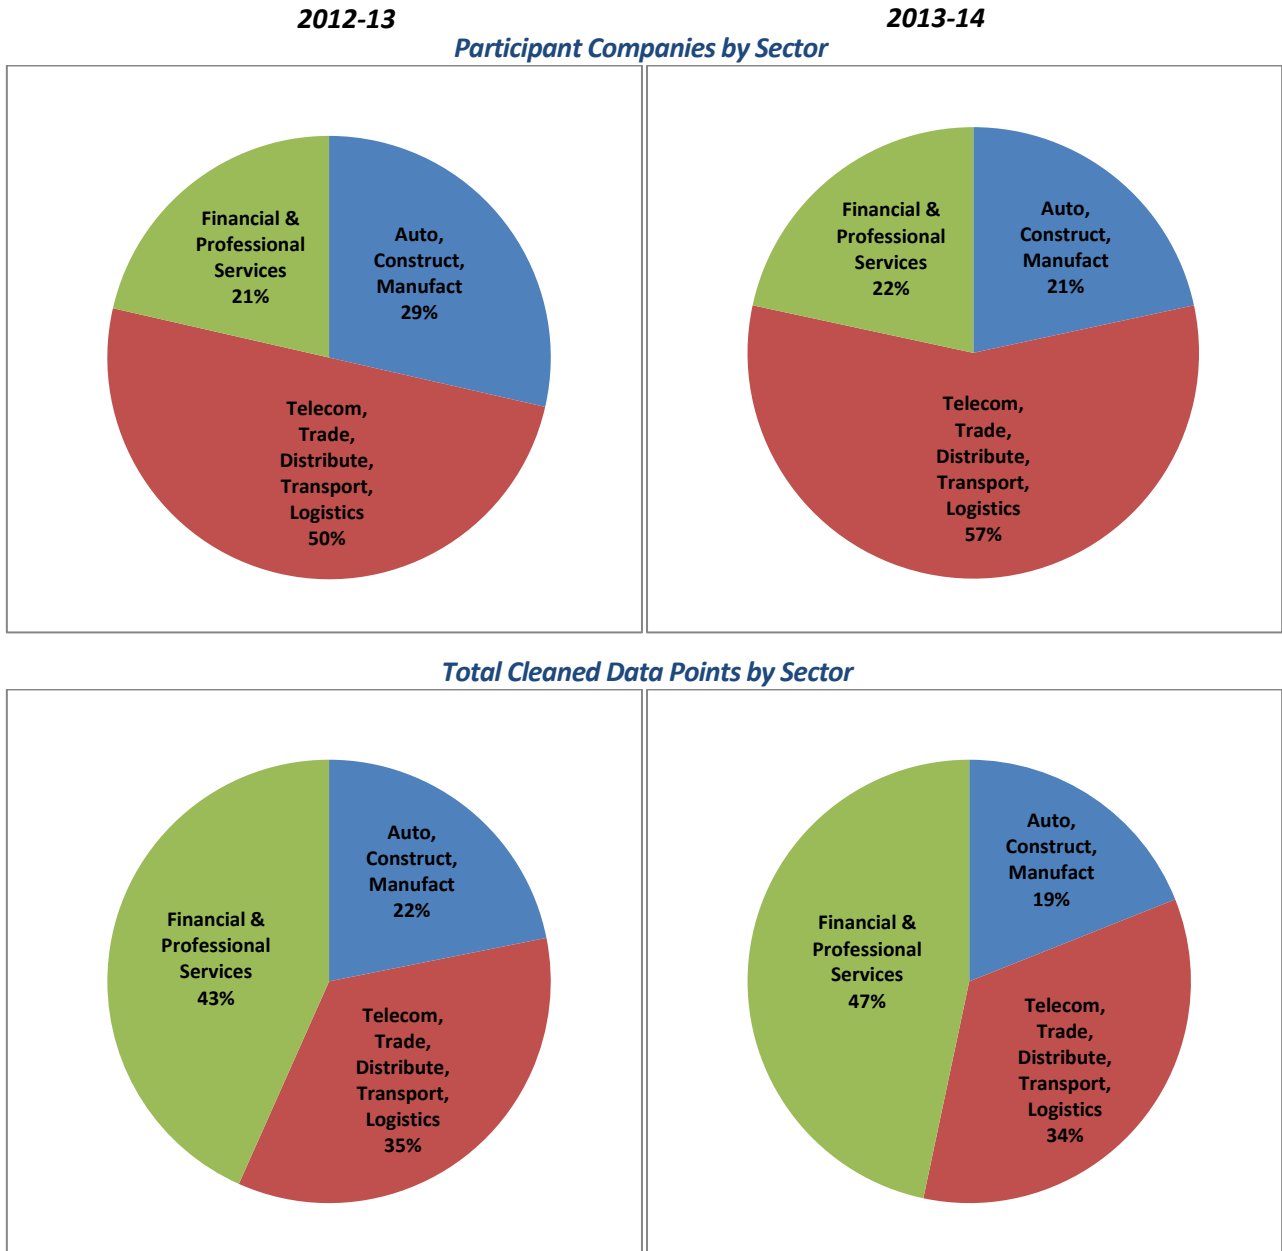 2012-13
2013-14
Participant Companies by Sector
Financial &
Professional
Services
21%
Auto,
Construct,
Manufact
29%
Telecom,
Trade,
Distribute,
Transport,
Logistics
50%
Financial &
Professional
Services
22%
Auto,
Construct,
Manufact
21%
Telecom,
Trade,
Distribute,
Transport,
Logistics
57%
Total Cleaned Data Points by Sector
Auto,
Construct,
Manufact
22%
Financial &
Professional
Services
43%
Telecom,
Trade,
Distribute,
Transport,
Logistics
35%
Auto,
Construct,
Manufact
19%
Financial &
Professional
Services
47%
Telecom,
Trade,
Distribute,
Transport,
Logistics
34%